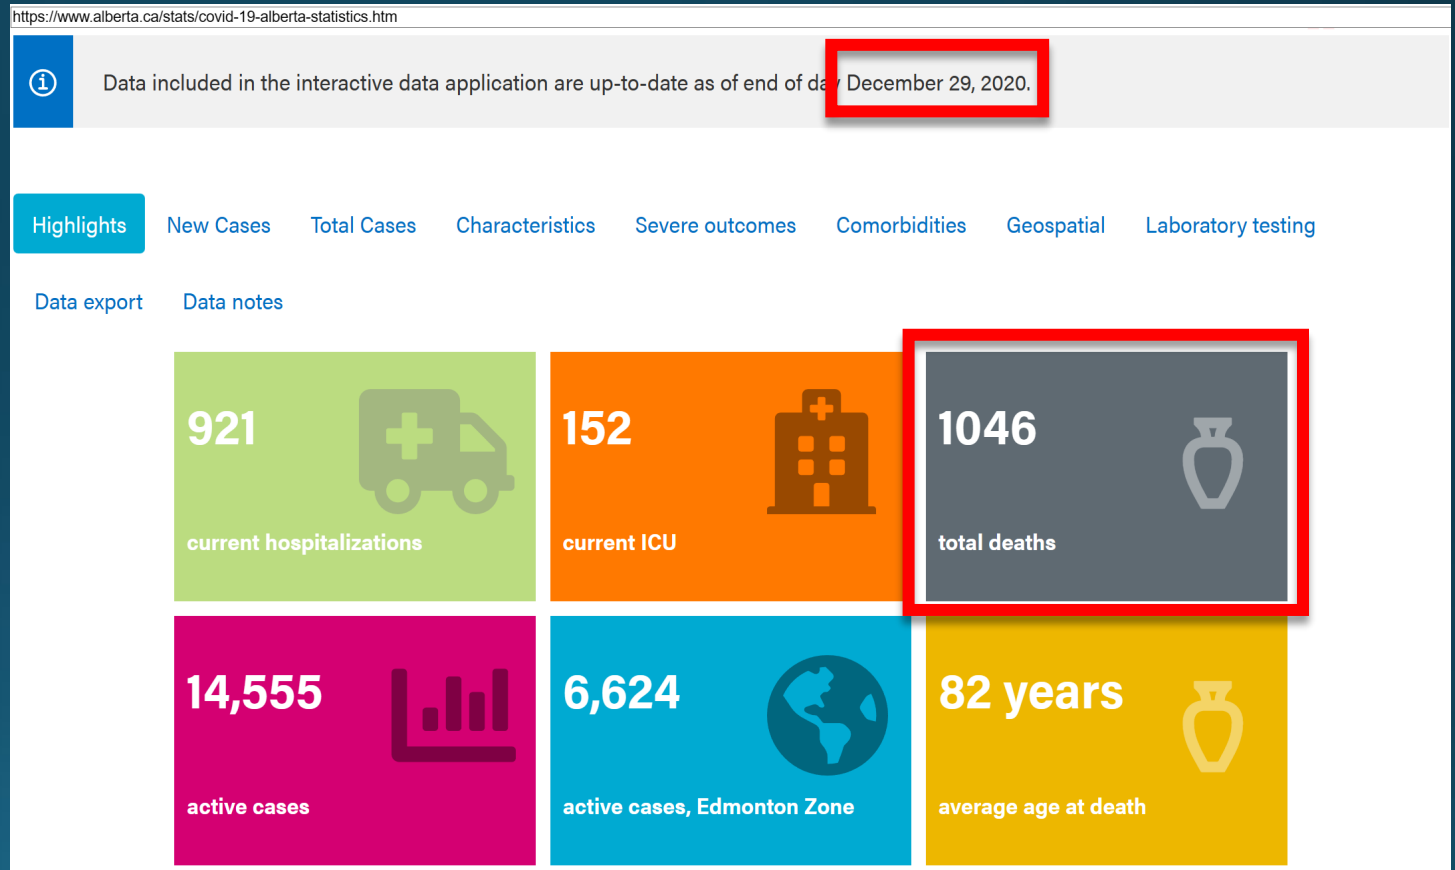 https://www.alberta.ca/stats/covid-19-alberta-statistics.htm
Data included in the interactive data application are up-to-date as of end of day December 29, 2020.
Highlights New Cases Total Cases Characteristics Severe outcomes Comorbidities Geospatial Laboratory testing
Data export Data notes
921
current hospitalizations
152
current ICU
1046
total deaths
14,555
active cases
6,624
active cases, Edmonton Zone
82 years
average age at death